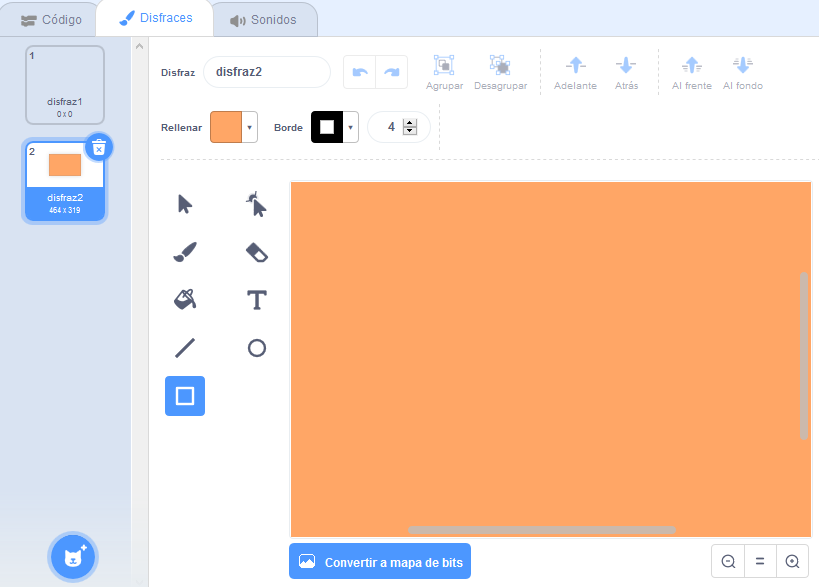 Código
Disfraces
Sonidos
1
disfraz1
0 x 0
2
disfraz2
464 x 319
Disfraz
disfraz2
Agrupar
Desagrupar
Adelante
Atrás
Al frente
Al fondo
Rellenar
Borde
4
T
Convertir a mapa de bits
=